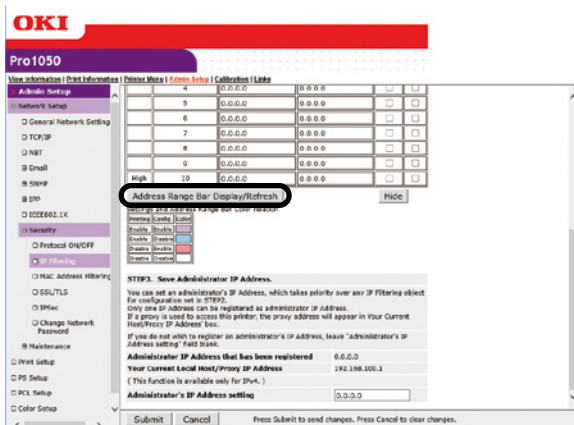 OKI
Pro1050
View Information | Print Information | Printer Menu | Admin Setup | Calibration | Links
Admin Setup
Network Setup
General Network Setting
TCP/IP
NBT
Email
SNMP
IPP
IEEE802.1X
Security
Protocol ON/OFF
IP Filtering
MAC Address Filtering
SSL/TLS
IPSec
Change Network
Password
Maintenance
Print Setup
PS Setup
PCL Setup
Color Setup
4 0.0.0.0 0.0.0.0
5 0.0.0.0 0.0.0.0
6 0.0.0.0 0.0.0.0
7 0.0.0.0 0.0.0.0
8 0.0.0.0 0.0.0.0
9 0.0.0.0 0.0.0.0
High 10 0.0.0.0 0.0.0.0
Address Range Bar Display/Refresh Hide
Settings and Address Range Bar Color relation
Printing Config Color
Enable Enable
Enable Disable
Disable Enable
Disable Disable
STEP3. Save Administrator IP Address.
You can set an administrator's IP Address, which takes priority over any IP filtering object
for configuration set in STEP2.
Only one IP Address can be registered as administrator IP Address.
If a proxy is used to access this printer, the proxy address will appear in Your Current
Host/Proxy IP Address' box.
If you do not wish to register an administrator's IP Address, leave 'Administrator's IP
Address setting' field blank.
Administrator IP Address that has been registered 0.0.0.0
Your Current Local Host/Proxy IP Address 192.168.100.1
( This function is available only for IPv4. )
Administrator's IP Address setting 0.0.0.0
Submit Cancel Press Submit to send changes. Press Cancel to clear changes.